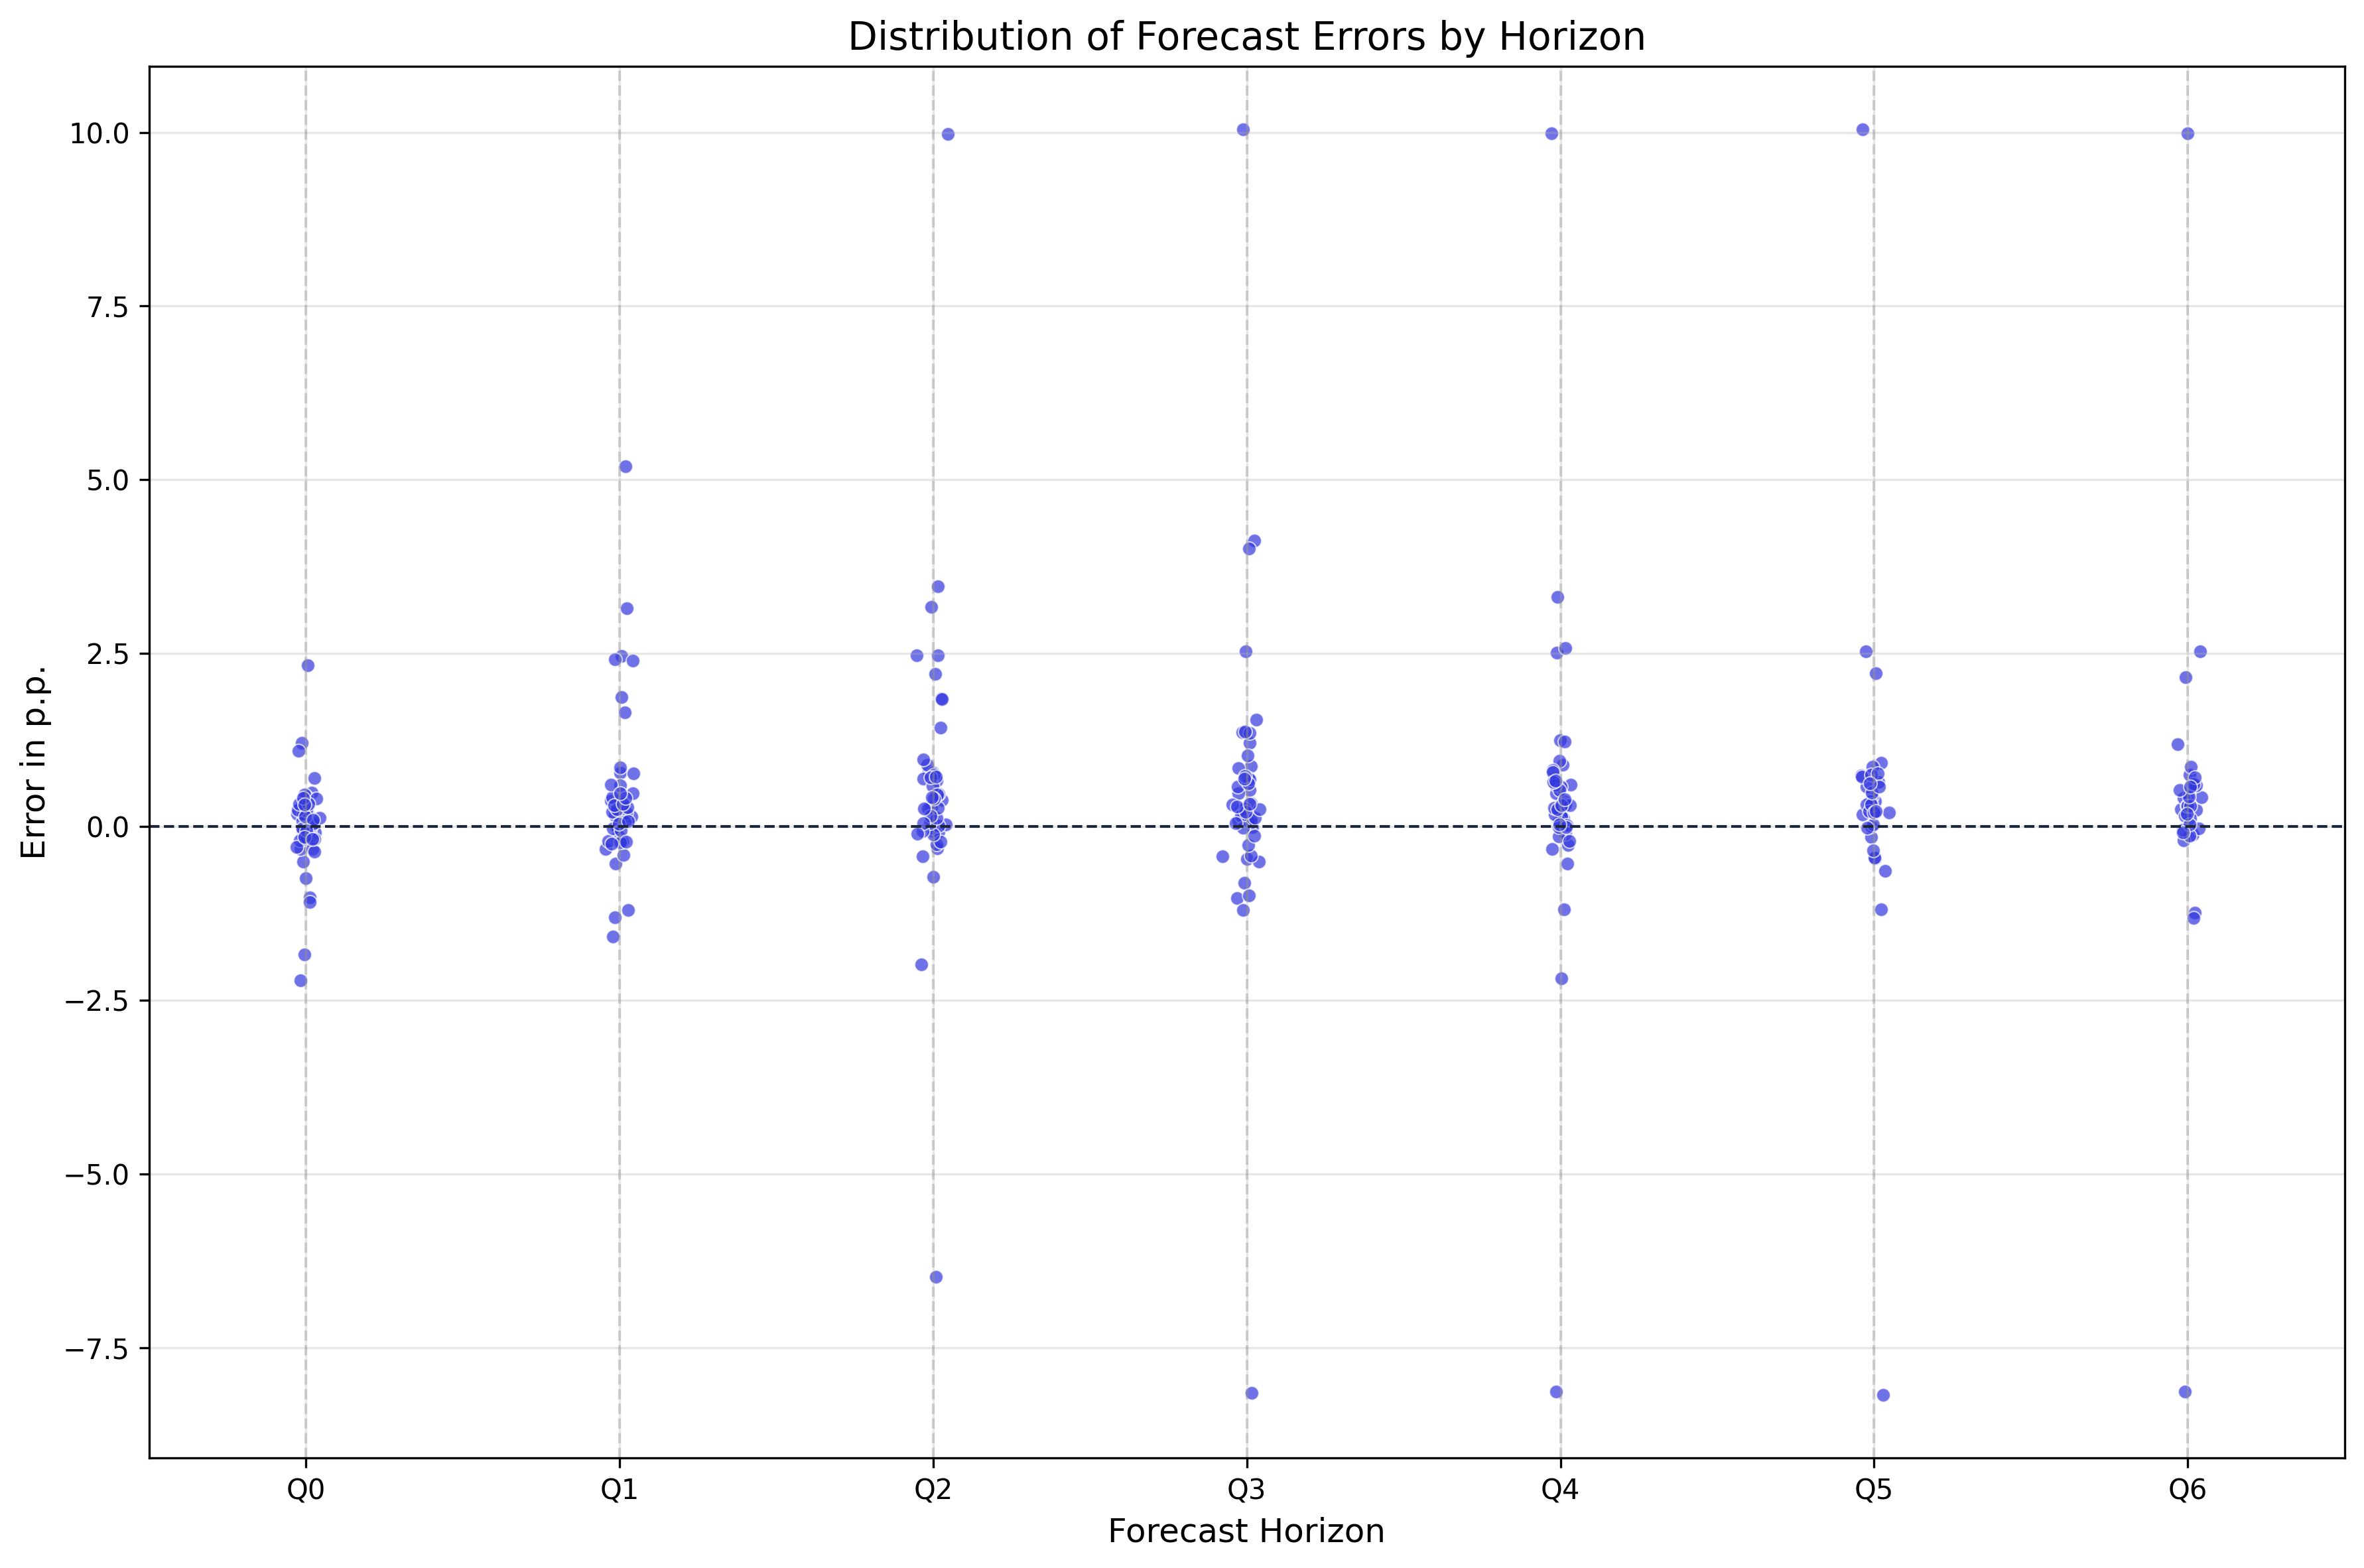 Distribution of Forecast Errors by Horizon
Error in p.p.
10.0
7.5
5.0
2.5
0.0
−2.5
−5.0
−7.5
Q0 Q1 Q2 Q3 Q4 Q5 Q6
Forecast Horizon